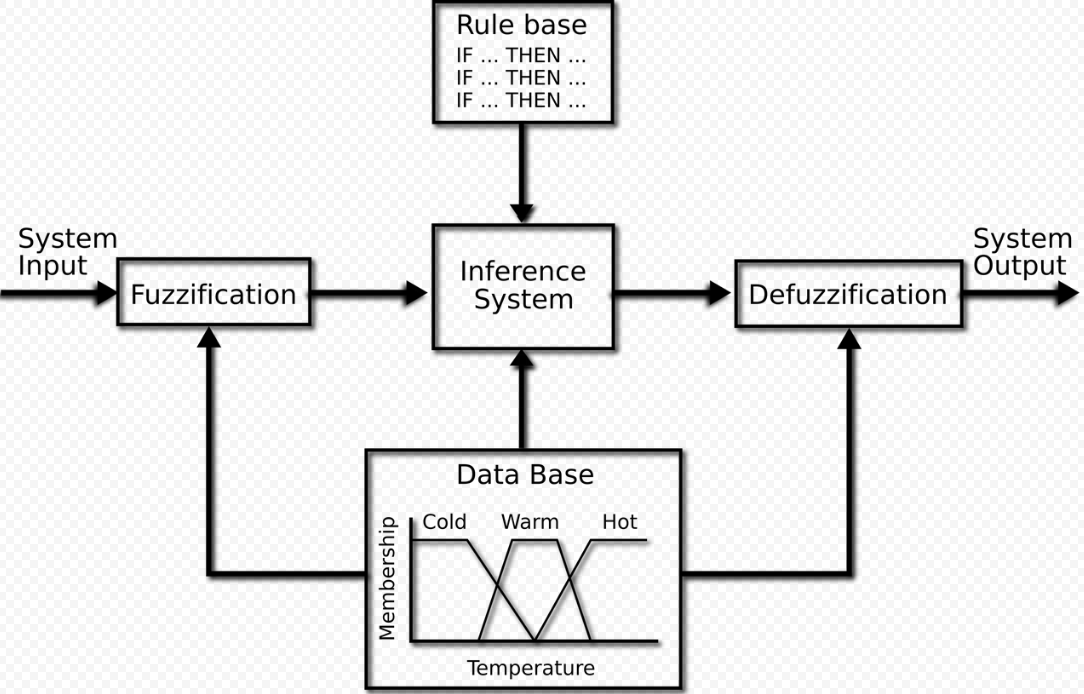 Rule base
IF ... THEN ...
IF ... THEN ...
IF ... THEN ...
System
Input
Fuzzification
Inference
System
Defuzzification
System
Output
Data Base
Cold Warm Hot
Membership
Temperature